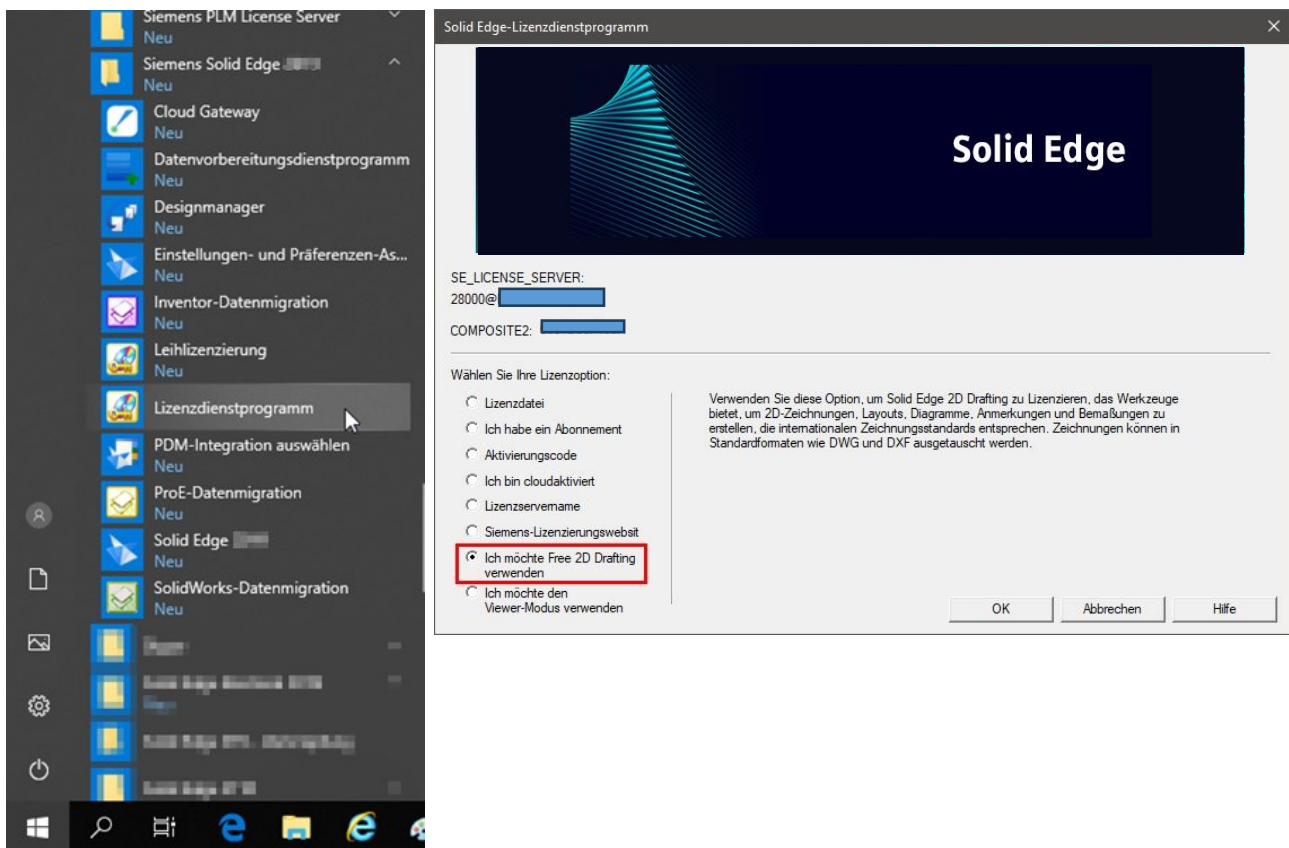 Siemens PLM License Server
Neu
Siemens Solid Edge
Neu
Cloud Gateway
Neu
Datenvorbereitungsdienstprogramm
Neu
Designmanager
Neu
Einstellungen- und Präferenzen-As...
Neu
Inventor-Datenmigration
Neu
Leihlizenzierung
Neu
Lizenzdienstprogramm
PDM-Integration auswählen
Neu
ProE-Datenmigration
Neu
Solid Edge
Neu
SolidWorks-Datenmigration
Neu
Solid Edge-Lizenzdienstprogramm
Solid Edge
SE_LICENSE_SERVER:
28000@
COMPOSITE2:
Wählen Sie Ihre Lizenzoption:
Lizenzdatei
Ich habe ein Abonnement
Aktivierungscode
Ich bin cloudaktiviert
Lizenzservername
Siemens-Lizenzierungswebsit
Ich möchte Free 2D Drafting
verwenden
Ich möchte den
Viewer-Modus verwenden
Verwenden Sie diese Option, um Solid Edge 2D Drafting zu Lizenzieren, das Werkzeuge
bietet, um 2D-Zeichnungen, Layouts, Diagramme, Anmerkungen und Bemaßungen zu
erstellen, die internationalen Zeichnungsstandards entsprechen. Zeichnungen können in
Standardformaten wie DWG und DXF ausgetauscht werden.
OK
Abbrechen
Hilfe